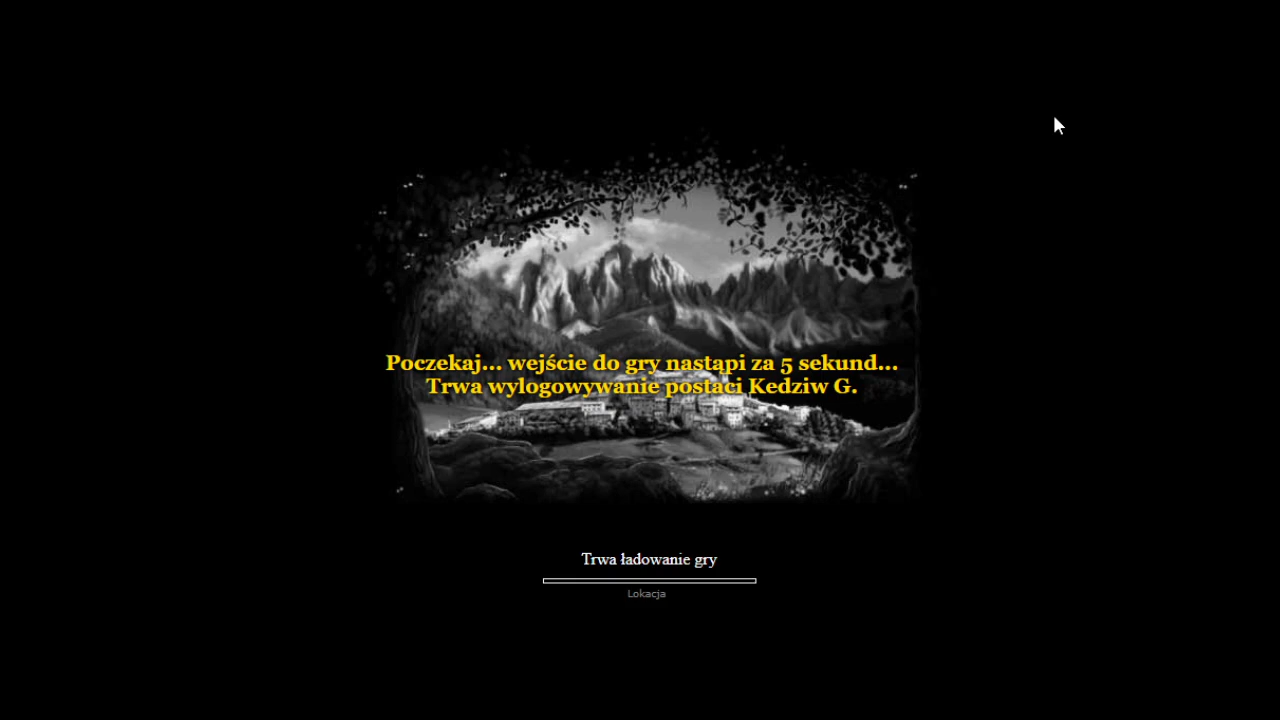 Poczekaj... wejście do gry nastąpi za 5 sekund...
Trwa wylogowywanie postaci Kedziw G.
Trwa ładowanie gry
Lokacja